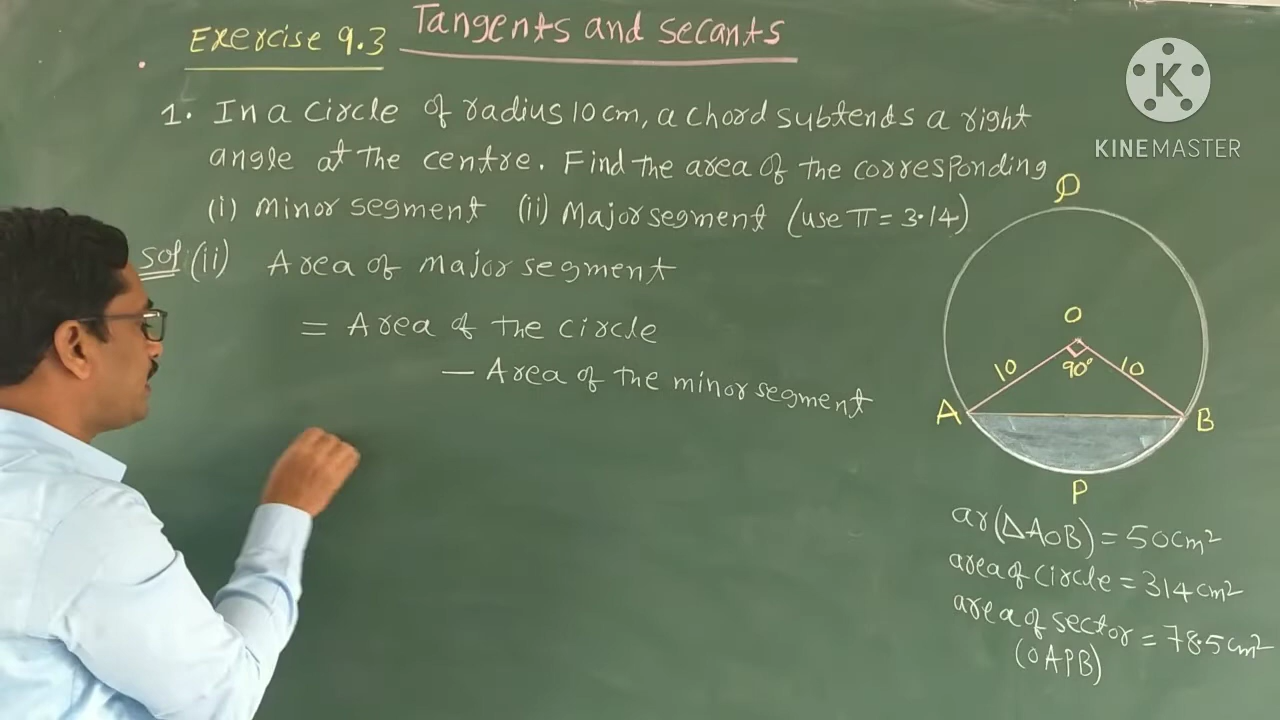 Exercise 9.3 Tangents and secants
1. In a circle of radius 10cm, a chord subtends a right
angle at the centre. Find the area of the corresponding
(i) Minor segment (ii) Major segment (use π = 3.14)
Sol: (ii) Area of major segment
= Area of the circle
— Area of the minor segment
K
KINEMASTER
Q
O
10 90° 10
A B
P
ar(△AOB) = 50cm²
area of circle = 314 cm²
area of sector = 78.5 cm²
(OAPB)